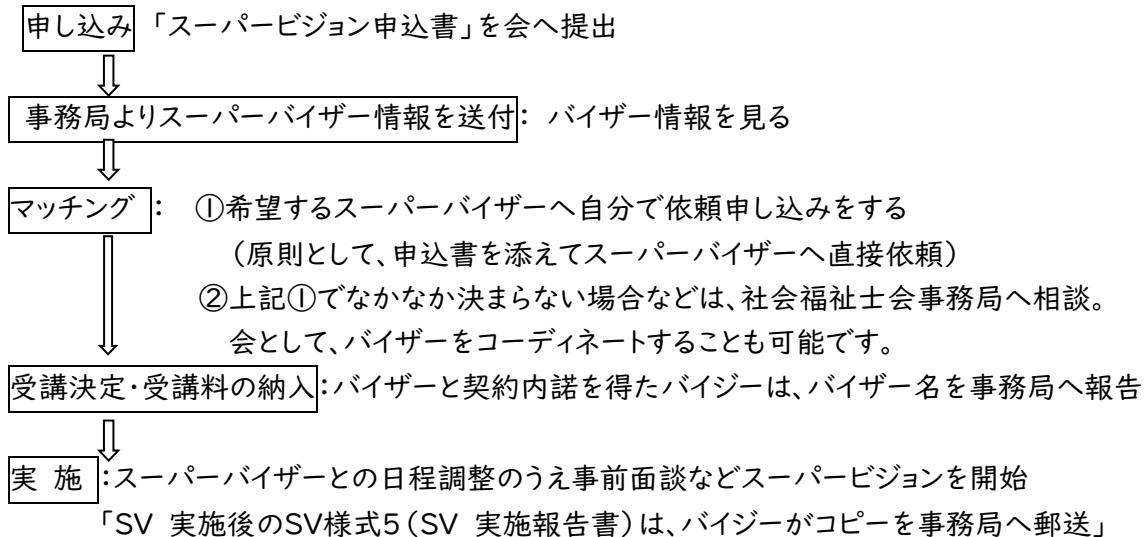 申し込み 「スーパービジョン申込書」を会へ提出
事務局よりスーパーバイザー情報を送付: バイザー情報を見る
マッチング : ①希望するスーパーバイザーへ自分で依頼申し込みをする
(原則として、申込書を添えてスーパーバイザーへ直接依頼)
②上記①でなかなか決まらない場合などは、社会福祉士会事務局へ相談。
会として、バイザーをコーディネートすることも可能です。
受講決定・受講料の納入:バイザーと契約内諾を得たバイジーは、バイザー名を事務局へ報告
実 施 :スーパーバイザーとの日程調整のうえ事前面談などスーパービジョンを開始
「SV 実施後のSV様式5(SV 実施報告書)は、バイジーがコピーを事務局へ郵送」